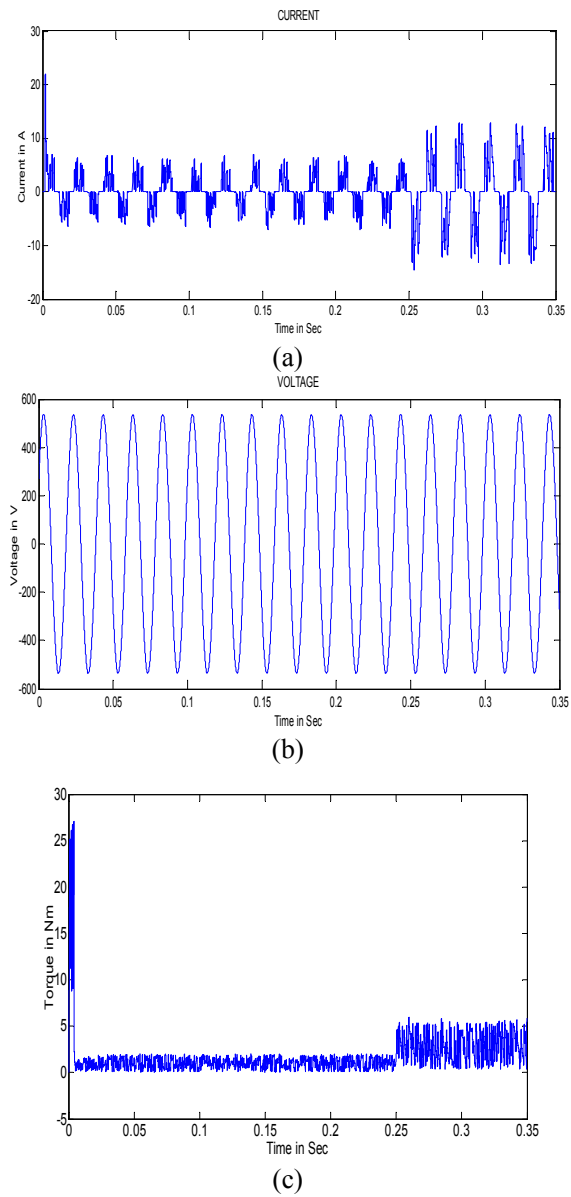 CURRENT
30
20
10
0
-10
-20
Current in A
0 0.05 0.1 0.15 0.2 0.25 0.3 0.35
Time in Sec
(a)
VOLTAGE
600
400
200
0
-200
-400
-600
Voltage in V
0 0.05 0.1 0.15 0.2 0.25 0.3 0.35
Time in Sec
(b)
30
25
20
15
10
5
0
-5
Torque in Nm
0 0.05 0.1 0.15 0.2 0.25 0.3 0.35
Time in Sec
(c)